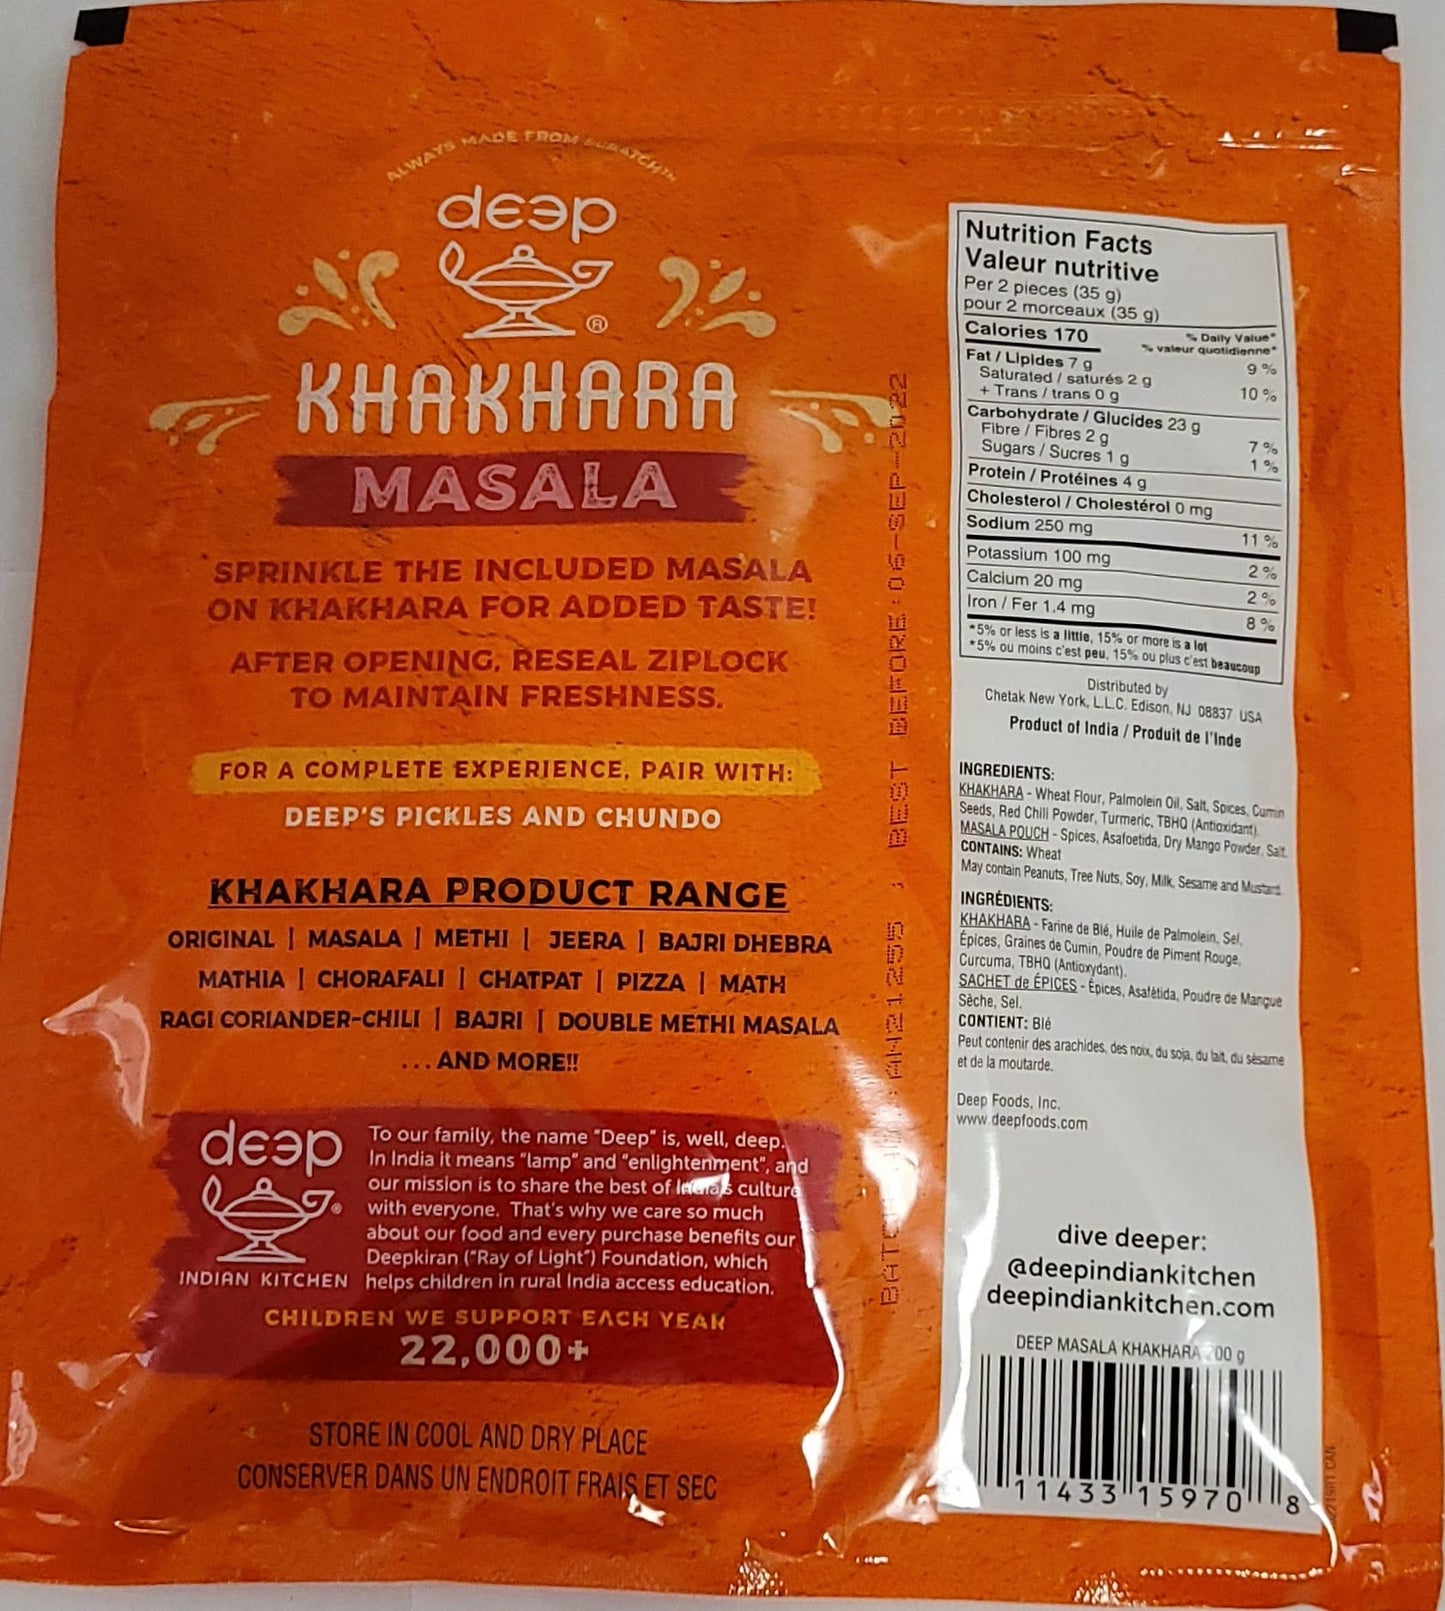 ALWAYS MADE FROM SCRATCH™
deep
®
KHAKHARA
MASALA
SPRINKLE THE INCLUDED MASALA
ON KHAKHARA FOR ADDED TASTE!
AFTER OPENING, RESEAL ZIPLOCK
TO MAINTAIN FRESHNESS.
FOR A COMPLETE EXPERIENCE, PAIR WITH:
DEEP'S PICKLES AND CHUNDO
KHAKHARA PRODUCT RANGE
ORIGINAL | MASALA | METHI | JEERA | BAJRI DHEBRA
MATHIA | CHORAFALI | CHATPAT | PIZZA | MATH
RAGI CORIANDER-CHILI | BAJRI | DOUBLE METHI MASALA
...AND MORE!!
deep
®
INDIAN KITCHEN
To our family, the name "Deep" is, well, deep.
In India it means "lamp" and "enlightenment", and
our mission is to share the best of India's culture
with everyone. That's why we care so much
about our food and every purchase benefits our
Deepkiran ("Ray of Light") Foundation, which
helps children in rural India access education.
CHILDREN WE SUPPORT EACH YEAR
22,000+
STORE IN COOL AND DRY PLACE
CONSERVER DANS UN ENDROIT FRAIS ET SEC
BEST BEFORE: 06-SEP-2022
Nutrition Facts
Valeur nutritive
Per 2 pieces (35 g)
pour 2 morceaux (35 g)
Calories 170 % Daily Value*
% valeur quotidienne*
Fat / Lipides 7 g 9 %
Saturated / saturés 2 g
+ Trans / trans 0 g 10 %
Carbohydrate / Glucides 23 g
Fibre / Fibres 2 g 7 %
Sugars / Sucres 1 g 1 %
Protein / Protéines 4 g
Cholesterol / Cholestérol 0 mg
Sodium 250 mg 11 %
Potassium 100 mg 2 %
Calcium 20 mg 2 %
Iron / Fer 1.4 mg 8 %
*5% or less is a little, 15% or more is a lot
*5% ou moins c'est peu, 15% ou plus c'est beaucoup
Distributed by
Chetak New York, L.L.C. Edison, NJ 08837 USA
Product of India / Produit de l'Inde
INGREDIENTS:
KHAKHARA - Wheat Flour, Palmolein Oil, Salt, Spices, Cumin
Seeds, Red Chili Powder, Turmeric, TBHQ (Antioxidant).
MASALA POUCH - Spices, Asafoetida, Dry Mango Powder, Salt.
CONTAINS: Wheat
May contain Peanuts, Tree Nuts, Soy, Milk, Sesame and Mustard.
INGRÉDIENTS:
KHAKHARA - Farine de Blé, Huile de Palmolein, Sel,
Épices, Graines de Cumin, Poudre de Piment Rouge,
Curcuma, TBHQ (Antioxydant).
SACHET de ÉPICES - Épices, Asafétida, Poudre de Mangue
Sèche, Sel.
CONTIENT: Blé
Peut contenir des arachides, des noix, du soja, du lait, du sésame
et de la moutarde.
Deep Foods, Inc.
www.deepfoods.com
dive deeper:
@deepindiankitchen
deepindiankitchen.com
DEEP MASALA KHAKHARA 200 g
11433 15970 8